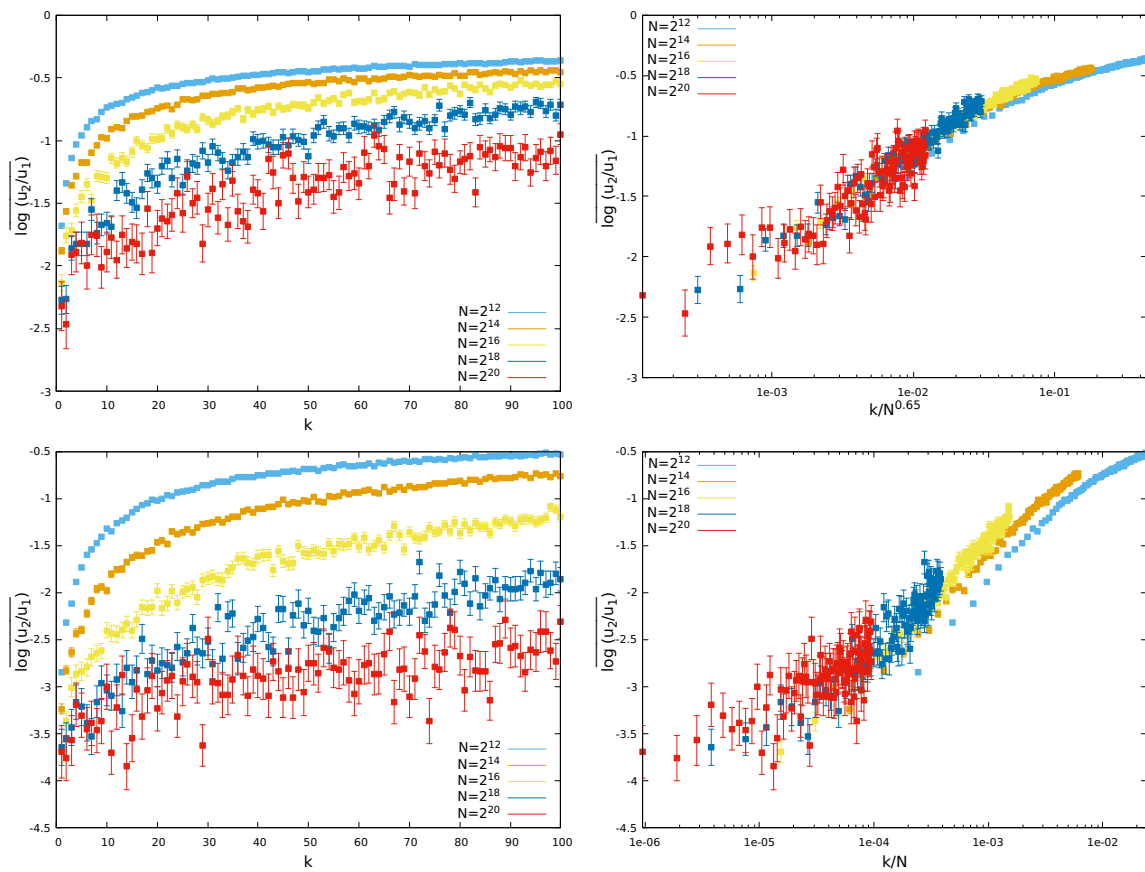 0
-0.5
-1
-1.5
-2
-2.5
-3
0 10 20 30 40 50 60 70 80 90 100
k
log (u2/u1)
N=2^12
N=2^14
N=2^16
N=2^18
N=2^20
0
-0.5
-1
-1.5
-2
-2.5
-3
1e-03 1e-02 1e-01
k/N^0.65
log (u2/u1)
N=2^12
N=2^14
N=2^16
N=2^18
N=2^20
-0.5
-1
-1.5
-2
-2.5
-3
-3.5
-4
-4.5
0 10 20 30 40 50 60 70 80 90 100
k
log (u2/u1)
N=2^12
N=2^14
N=2^16
N=2^18
N=2^20
-0.5
-1
-1.5
-2
-2.5
-3
-3.5
-4
-4.5
1e-06 1e-05 1e-04 1e-03 1e-02
k/N
log (u2/u1)
N=2^12
N=2^14
N=2^16
N=2^18
N=2^20